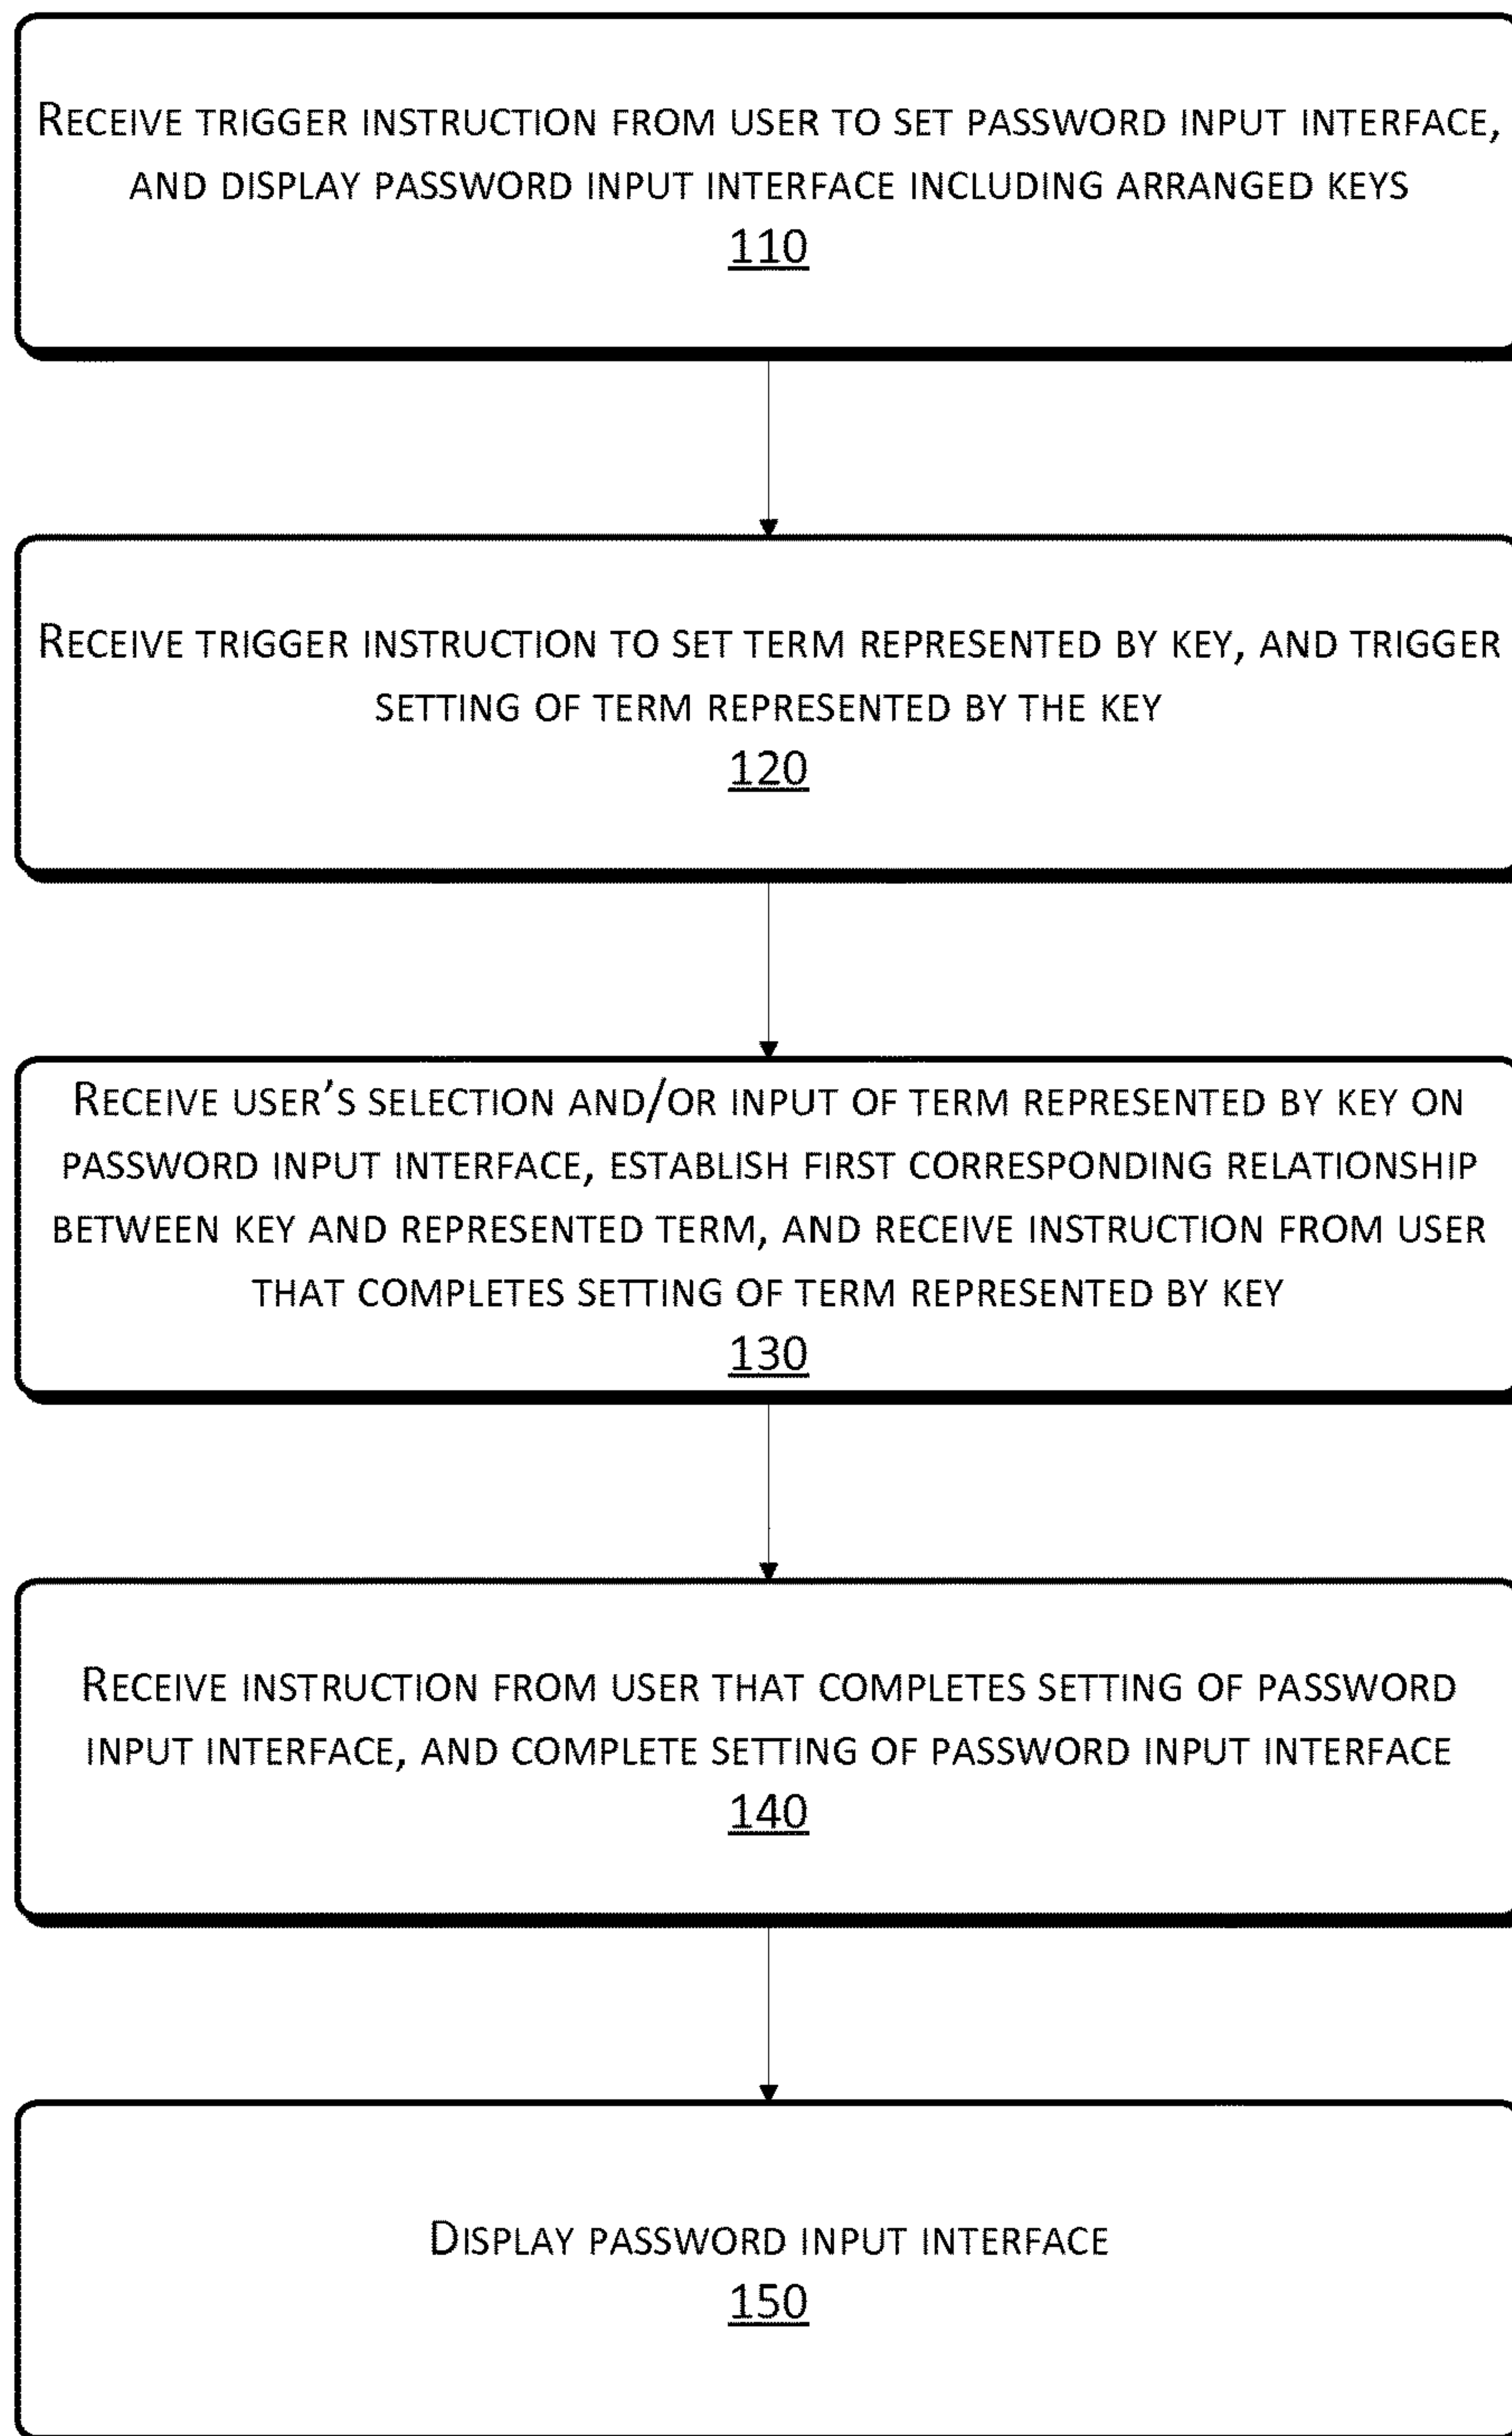 RECEIVE TRIGGER INSTRUCTION FROM USER TO SET PASSWORD INPUT INTERFACE,
AND DISPLAY PASSWORD INPUT INTERFACE INCLUDING ARRANGED KEYS
110
RECEIVE TRIGGER INSTRUCTION TO SET TERM REPRESENTED BY KEY, AND TRIGGER
SETTING OF TERM REPRESENTED BY THE KEY
120
RECEIVE USER'S SELECTION AND/OR INPUT OF TERM REPRESENTED BY KEY ON
PASSWORD INPUT INTERFACE, ESTABLISH FIRST CORRESPONDING RELATIONSHIP
BETWEEN KEY AND REPRESENTED TERM, AND RECEIVE INSTRUCTION FROM USER
THAT COMPLETES SETTING OF TERM REPRESENTED BY KEY
130
RECEIVE INSTRUCTION FROM USER THAT COMPLETES SETTING OF PASSWORD
INPUT INTERFACE, AND COMPLETE SETTING OF PASSWORD INPUT INTERFACE
140
DISPLAY PASSWORD INPUT INTERFACE
150